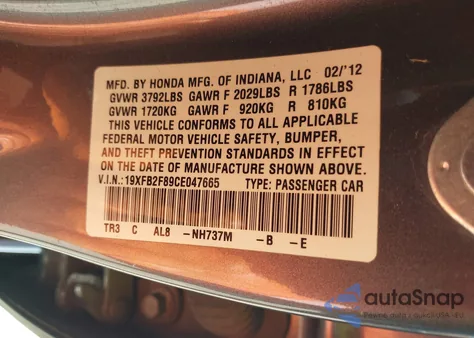 MFD. BY HONDA MFG. OF INDIANA, LLC 02/'12
GVWR 3792LBS GAWR F 2029LBS R 1786LBS
GVWR 1720KG GAWR F 920KG R 810KG
THIS VEHICLE CONFORMS TO ALL APPLICABLE
FEDERAL MOTOR VEHICLE SAFETY, BUMPER,
AND THEFT PREVENTION STANDARDS IN EFFECT
ON THE DATE OF MANUFACTURE SHOWN ABOVE.
V.I.N.: 19XFB2F89CE047665 TYPE: PASSENGER CAR
TR3 C AL8 -NH737M -B -E
autoSnap